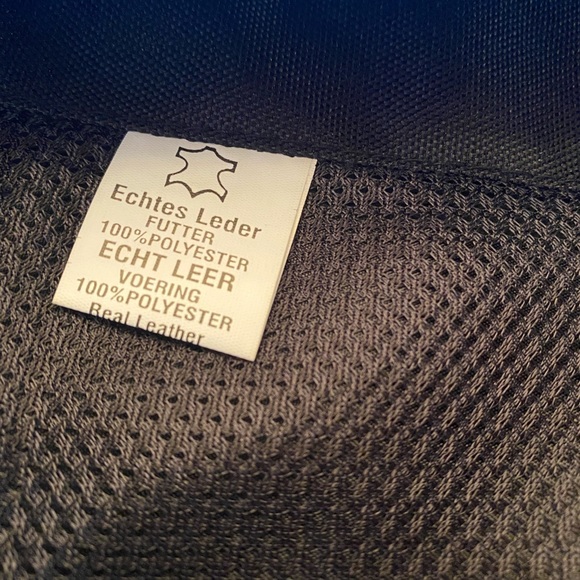 Echtes Leder
FUTTER
100%POLYESTER
ECHT LEER
VOERING
100%POLYESTER
Real Leather